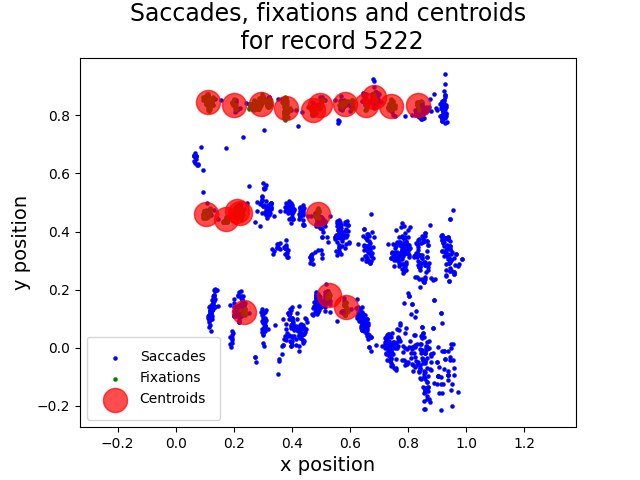 Saccades, fixations and centroids
for record 5222
y position
0.8
0.6
0.4
0.2
0.0
−0.2
Saccades
Fixations
Centroids
−0.2
0.0
0.2
0.4
0.6
0.8
1.0
1.2
x position